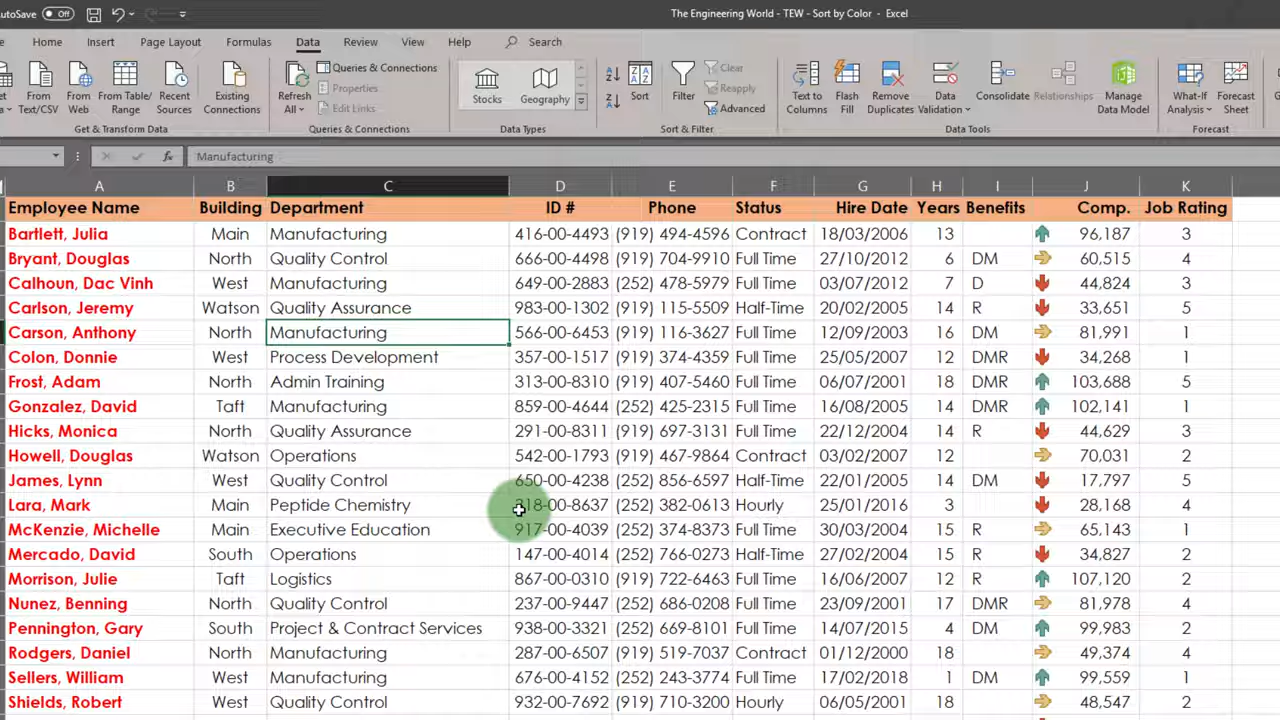 AutoSave Off The Engineering World - TEW - Sort by Color - Excel
Home Insert Page Layout Formulas Data Review View Help Search
From Text/CSV
From Web
From Table/ Range
Recent Sources
Existing Connections
Get & Transform Data
Refresh All
Queries & Connections
Properties
Edit Links
Queries & Connections
Stocks Geography
Data Types
Sort
Filter
Clear
Reapply
Advanced
Sort & Filter
Text to Columns
Flash Fill
Remove Duplicates
Data Validation
Consolidate
Relationships
Manage Data Model
Data Tools
What-If Analysis
Forecast Sheet
Forecast
fx Manufacturing
A B C D E F G H I J K
Employee Name Building Department ID # Phone Status Hire Date Years Benefits Comp. Job Rating
Bartlett, Julia Main Manufacturing 416-00-4493 (919) 494-4596 Contract 18/03/2006 13 96,187 3
Bryant, Douglas North Quality Control 666-00-4498 (919) 704-9910 Full Time 27/10/2012 6 DM 60,515 4
Calhoun, Dac Vinh West Manufacturing 649-00-2883 (252) 478-5979 Full Time 03/07/2012 7 D 44,824 3
Carlson, Jeremy Watson Quality Assurance 983-00-1302 (919) 115-5509 Half-Time 20/02/2005 14 R 33,651 5
Carson, Anthony North Manufacturing 566-00-6453 (919) 116-3627 Full Time 12/09/2003 16 DM 81,991 1
Colon, Donnie West Process Development 357-00-1517 (919) 374-4359 Full Time 25/05/2007 12 DMR 34,268 1
Frost, Adam North Admin Training 313-00-8310 (919) 407-5460 Full Time 06/07/2001 18 DMR 103,688 5
Gonzalez, David Taft Manufacturing 859-00-4644 (252) 425-2315 Full Time 16/08/2005 14 DMR 102,141 1
Hicks, Monica North Quality Assurance 291-00-8311 (919) 697-3131 Full Time 22/12/2004 14 R 44,629 3
Howell, Douglas Watson Operations 542-00-1793 (919) 467-9864 Contract 03/02/2007 12 70,031 2
James, Lynn West Quality Control 650-00-4238 (252) 856-6597 Half-Time 22/01/2005 14 DM 17,797 5
Lara, Mark Main Peptide Chemistry 318-00-8637 (252) 382-0613 Hourly 25/01/2016 3 28,168 4
McKenzie, Michelle Main Executive Education 917-00-4039 (252) 374-8573 Full Time 30/03/2004 15 R 65,143 1
Mercado, David South Operations 147-00-4014 (252) 766-0273 Half-Time 27/02/2004 15 R 34,827 2
Morrison, Julie Taft Logistics 867-00-0310 (919) 722-6463 Full Time 16/06/2007 12 R 107,120 2
Nunez, Benning North Quality Control 237-00-9447 (252) 686-0208 Full Time 23/09/2001 17 DMR 81,978 4
Pennington, Gary South Project & Contract Services 938-00-3321 (252) 669-8101 Full Time 14/07/2015 4 DM 99,983 2
Rodgers, Daniel North Manufacturing 287-00-6507 (919) 519-7037 Contract 01/12/2000 18 49,374 4
Sellers, William West Manufacturing 676-00-4152 (252) 243-3774 Full Time 17/02/2018 1 DM 99,559 1
Shields, Robert West Quality Control 932-00-7692 (919) 710-3200 Hourly 06/05/2001 18 48,547 2